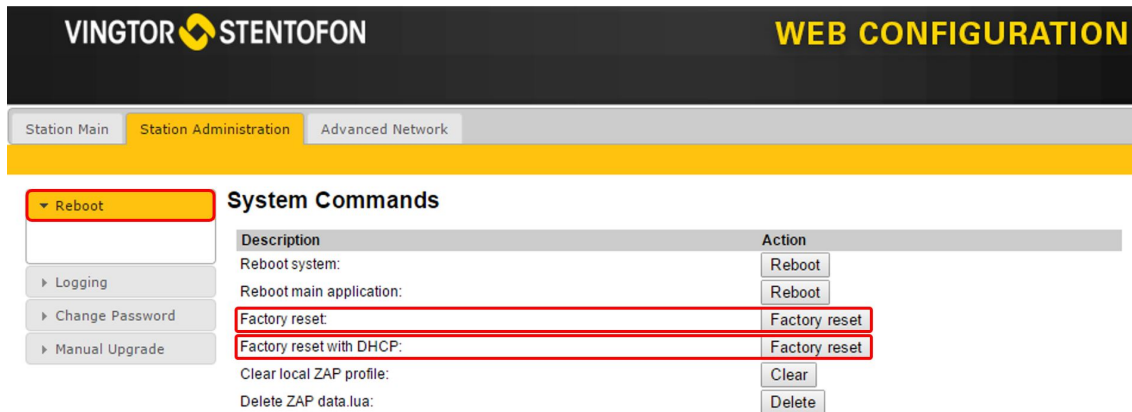 VINGTOR STENTOFON
WEB CONFIGURATION
Station Main
Station Administration
Advanced Network
Reboot
Logging
Change Password
Manual Upgrade
System Commands
Description Action
Reboot system: Reboot
Reboot main application: Reboot
Factory reset: Factory reset
Factory reset with DHCP: Factory reset
Clear local ZAP profile: Clear
Delete ZAP data.lua: Delete